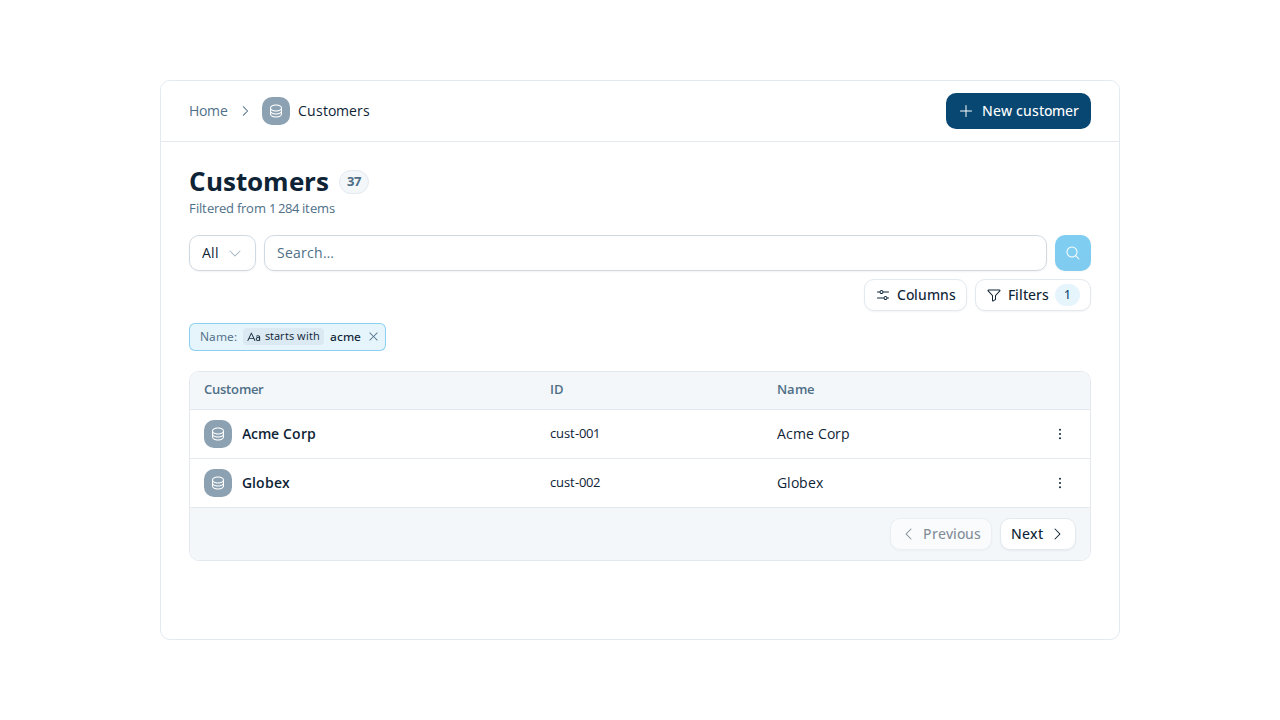 Home Customers New customer
Customers 37
Filtered from 1 284 items
All Search...
Columns Filters 1
Name: Aa starts with acme
Customer ID Name
Acme Corp cust-001 Acme Corp
Globex cust-002 Globex
Previous Next